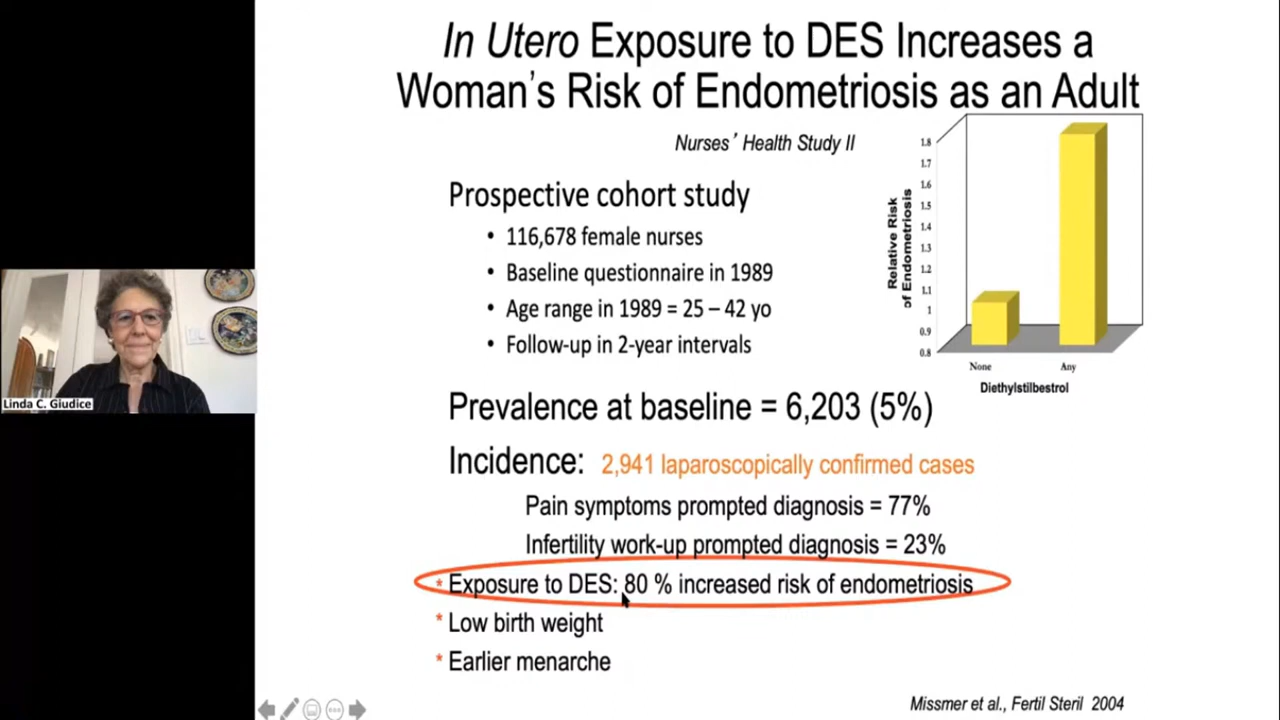 In Utero Exposure to DES Increases a
Woman's Risk of Endometriosis as an Adult
Nurses' Health Study II
Prospective cohort study
• 116,678 female nurses
• Baseline questionnaire in 1989
• Age range in 1989 = 25 – 42 yo
• Follow-up in 2-year intervals
Relative Risk
of Endometriosis
1.8
1.7
1.6
1.5
1.4
1.3
1.2
1.1
1
0.9
0.8
None
Any
Diethylstilbestrol
Linda C. Giudice
Prevalence at baseline = 6,203 (5%)
Incidence: 2,941 laparoscopically confirmed cases
Pain symptoms prompted diagnosis = 77%
Infertility work-up prompted diagnosis = 23%
* Exposure to DES: 80 % increased risk of endometriosis
* Low birth weight
* Earlier menarche
Missmer et al., Fertil Steril 2004